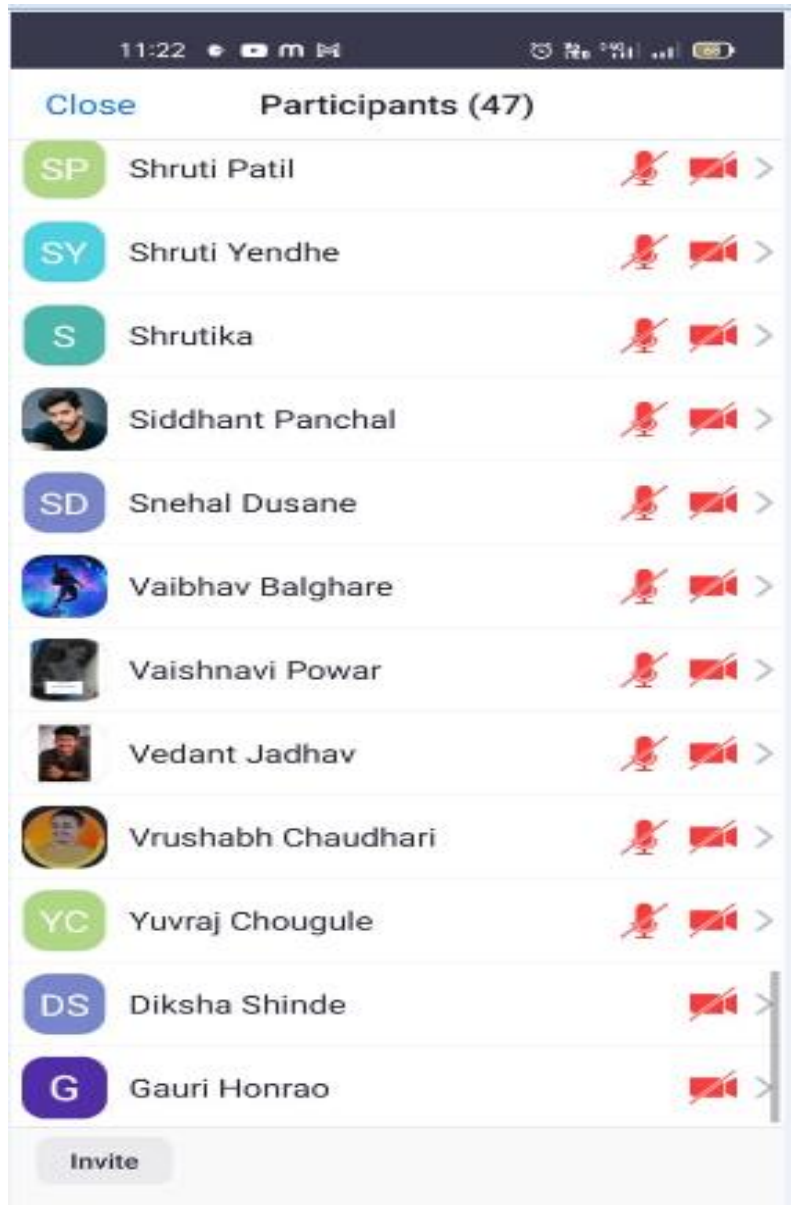 11:22 m
Close Participants (47)
SP Shruti Patil
SY Shruti Yendhe
S Shrutika
Siddhant Panchal
SD Snehal Dusane
Vaibhav Balghare
Vaishnavi Powar
Vedant Jadhav
Vrushabh Chaudhari
YC Yuvraj Chougule
DS Diksha Shinde
G Gauri Honrao
Invite